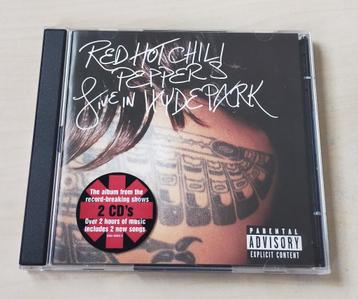 RED HOT CHILI
PEPPERS
LIVE IN HYDE PARK
The album from the
record-breaking shows
2 CD's
Over 2 hours of music
Includes 2 new songs
PARENTAL
ADVISORY
EXPLICIT CONTENT